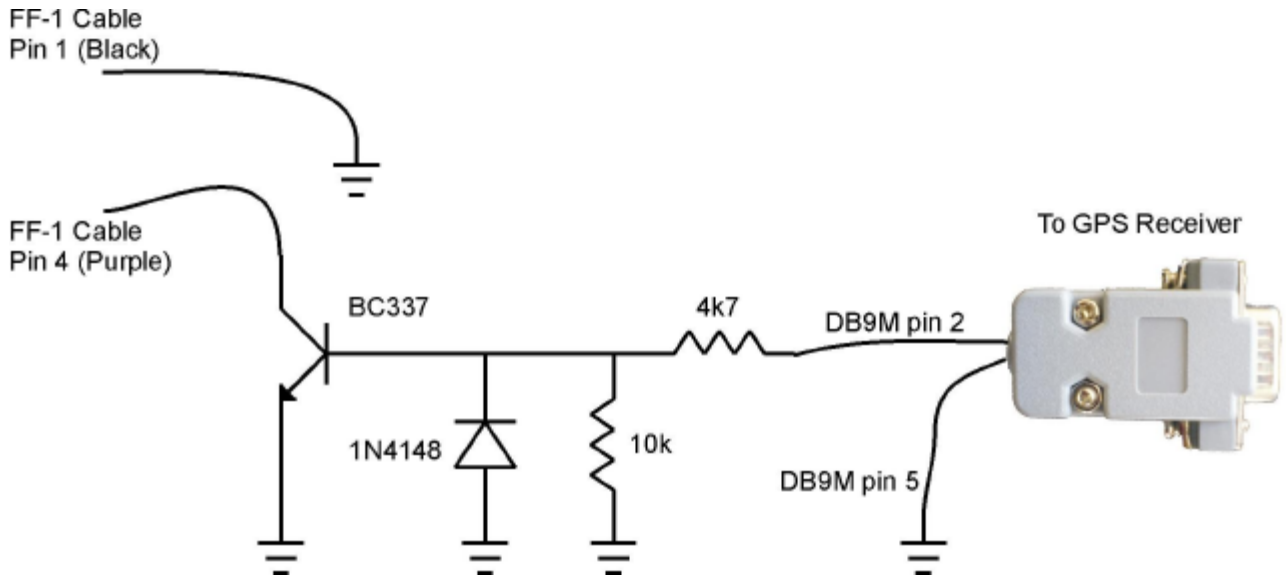 FF-1 Cable
Pin 1 (Black)
FF-1 Cable
Pin 4 (Purple)
To GPS Receiver
BC337
4k7
DB9M pin 2
1N4148
10k
DB9M pin 5